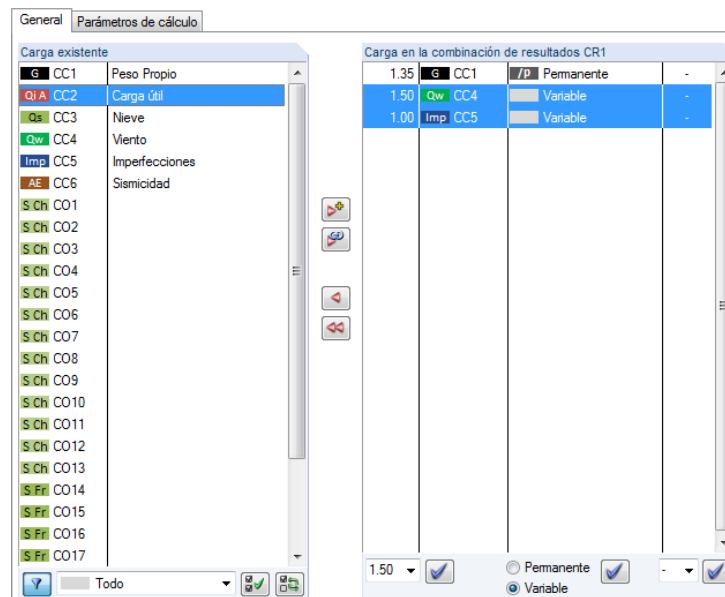 General Parámetros de cálculo
Carga existente
G CC1 Peso Propio
Qi A CC2 Carga útil
Qs CC3 Nieve
Qw CC4 Viento
Imp CC5 Imperfecciones
AE CC6 Sismicidad
S Ch CO1
S Ch CO2
S Ch CO3
S Ch CO4
S Ch CO5
S Ch CO6
S Ch CO7
S Ch CO8
S Ch CO9
S Ch CO10
S Ch CO11
S Ch CO12
S Ch CO13
S Fr CO14
S Fr CO15
S Fr CO16
S Fr CO17
Todo
Carga en la combinación de resultados CR1
1.35 G CC1 /p Permanente -
1.50 Qw CC4 Variable -
1.00 Imp CC5 Variable -
1.50 Permanente -
Variable